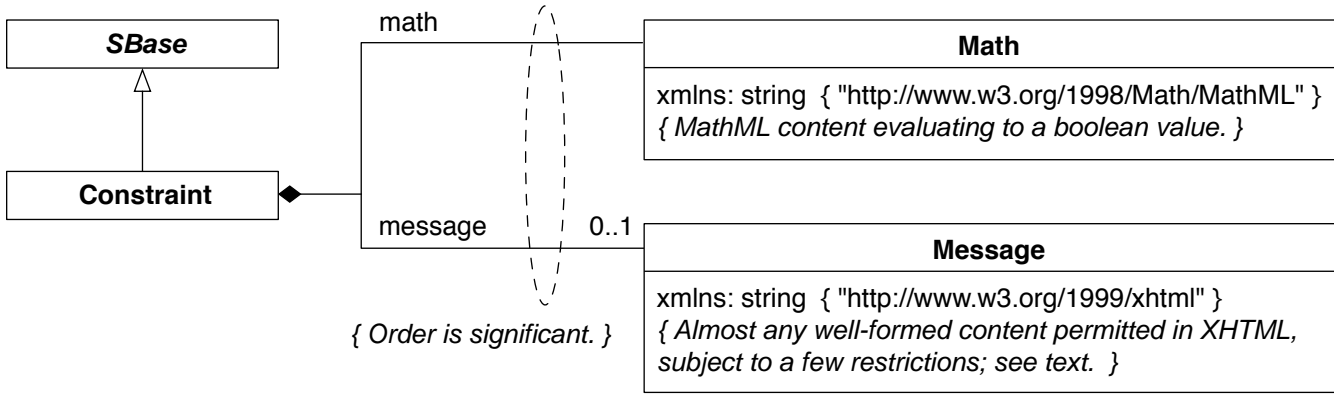 SBase
Constraint
math
message
0..1
{ Order is significant. }
Math
xmlns: string { "http://www.w3.org/1998/Math/MathML" }
{ MathML content evaluating to a boolean value. }
Message
xmlns: string { "http://www.w3.org/1999/xhtml" }
{ Almost any well-formed content permitted in XHTML,
subject to a few restrictions; see text. }